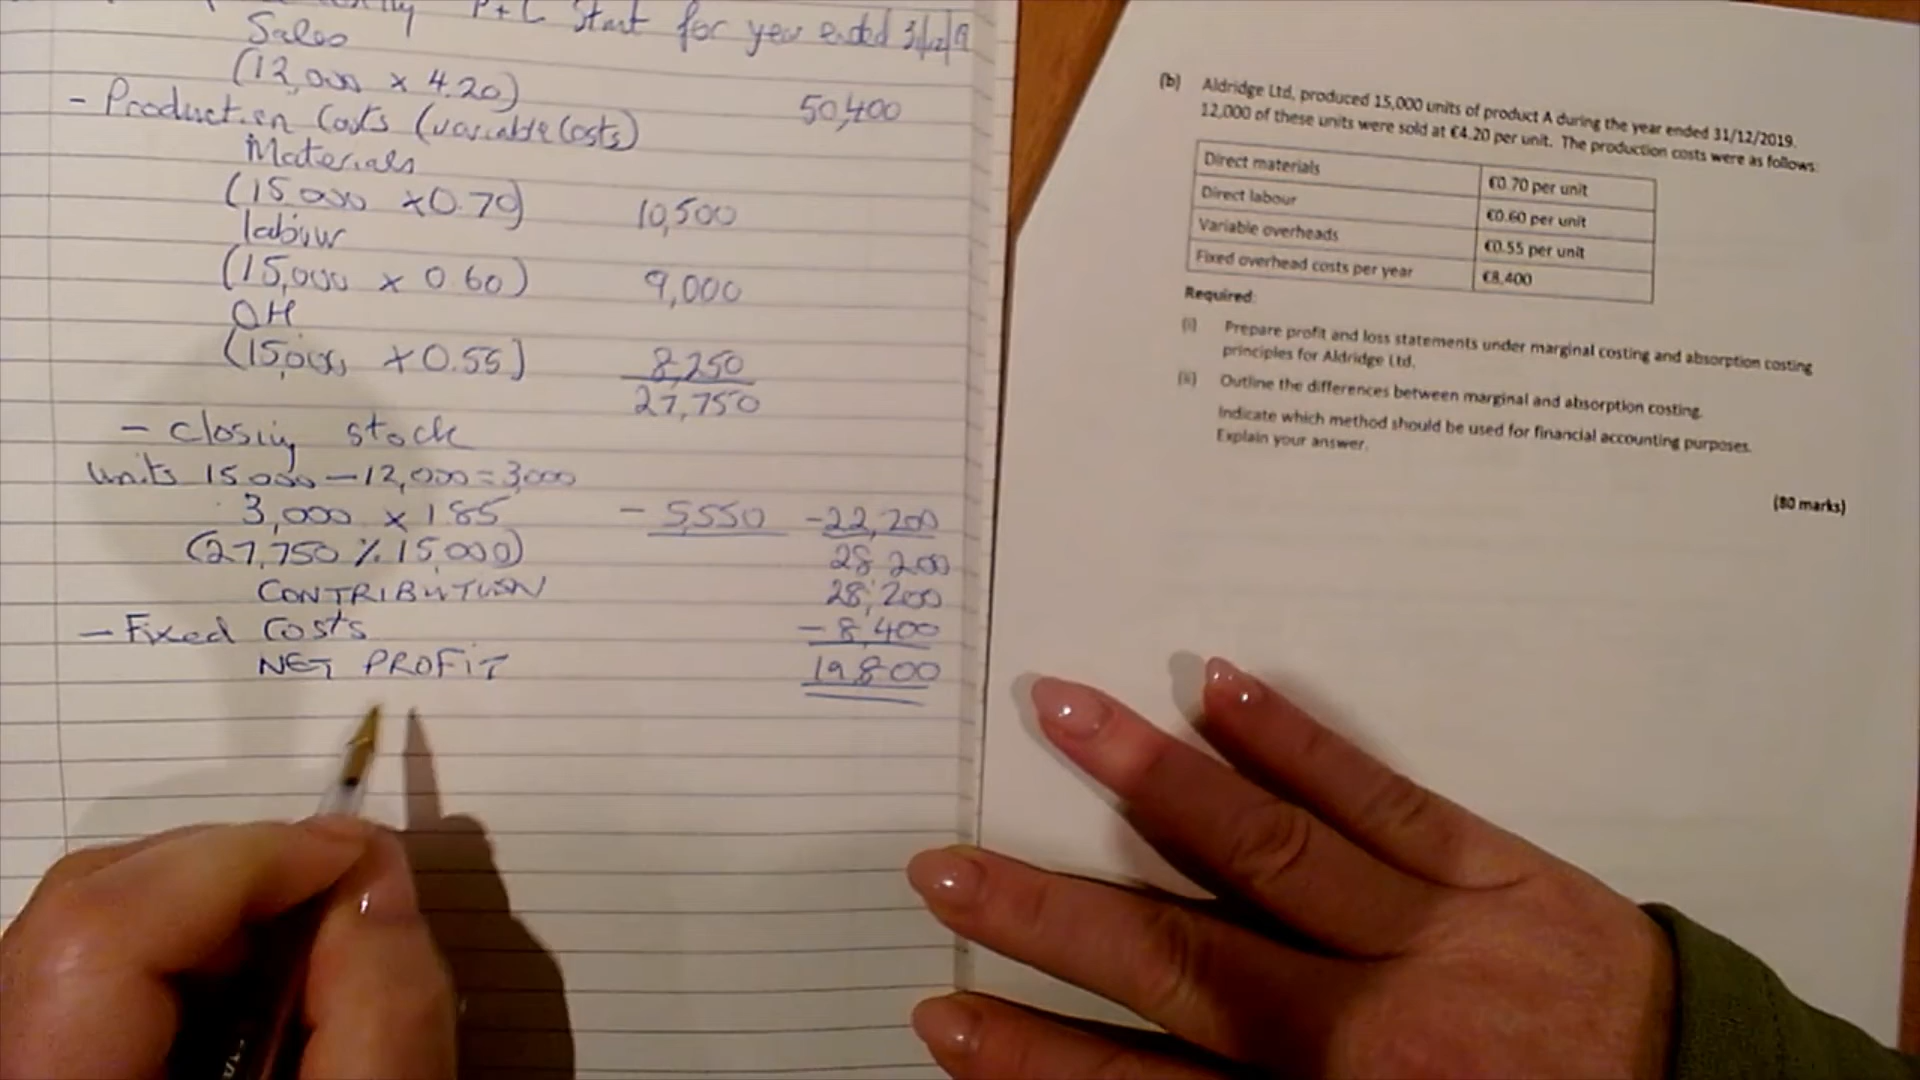 P+L Stmt for year ended 31/12/19
Sales
(12,000 x 4.20) 50,400
- Production Costs (variable Costs)
Materials
(15000 x 0.70) 10,500
labour
(15,000 x 0.60) 9,000
OH
(15,000 x 0.55) 8,250
27,750
- closing stock
units 15000 - 12,000 = 3,000
3,000 x 1.85 - 5,550 - 22,200
(27,750 % 15,000) 28 200
CONTRIBUTION 28,200
- Fixed Costs - 8,400
NET PROFIT 19,800
(b) Aldridge Ltd, produced 15,000 units of product A during the year ended 31/12/2019.
12,000 of these units were sold at €4.20 per unit. The production costs were as follows:
Direct materials €0.70 per unit
Direct labour €0.60 per unit
Variable overheads €0.55 per unit
Fixed overhead costs per year €8,400
Required:
(i) Prepare profit and loss statements under marginal costing and absorption costing
principles for Aldridge Ltd.
(ii) Outline the differences between marginal and absorption costing.
Indicate which method should be used for financial accounting purposes.
Explain your answer.
(80 marks)